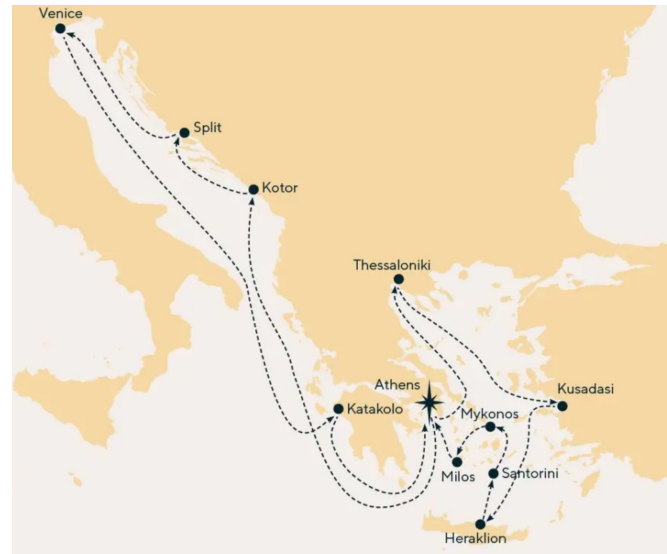 Venice
Split
Kotor
Thessaloniki
Athens
Kusadasi
Katakolo
Mykonos
Milos
Santorini
Heraklion